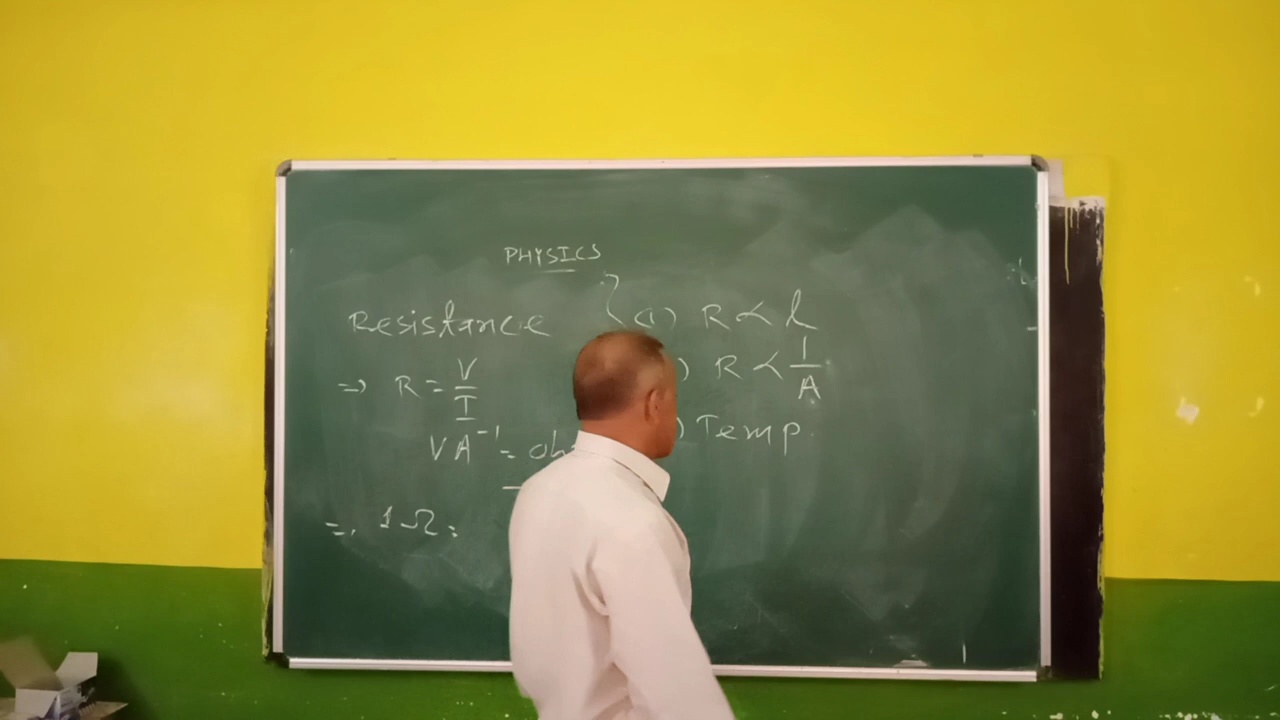 PHYSICS
Resistance
⇒ R = V/I
VA⁻¹ = oh
=. 1Ω:
{ (1) R ∝ l
) R ∝ 1/A
) Temp.